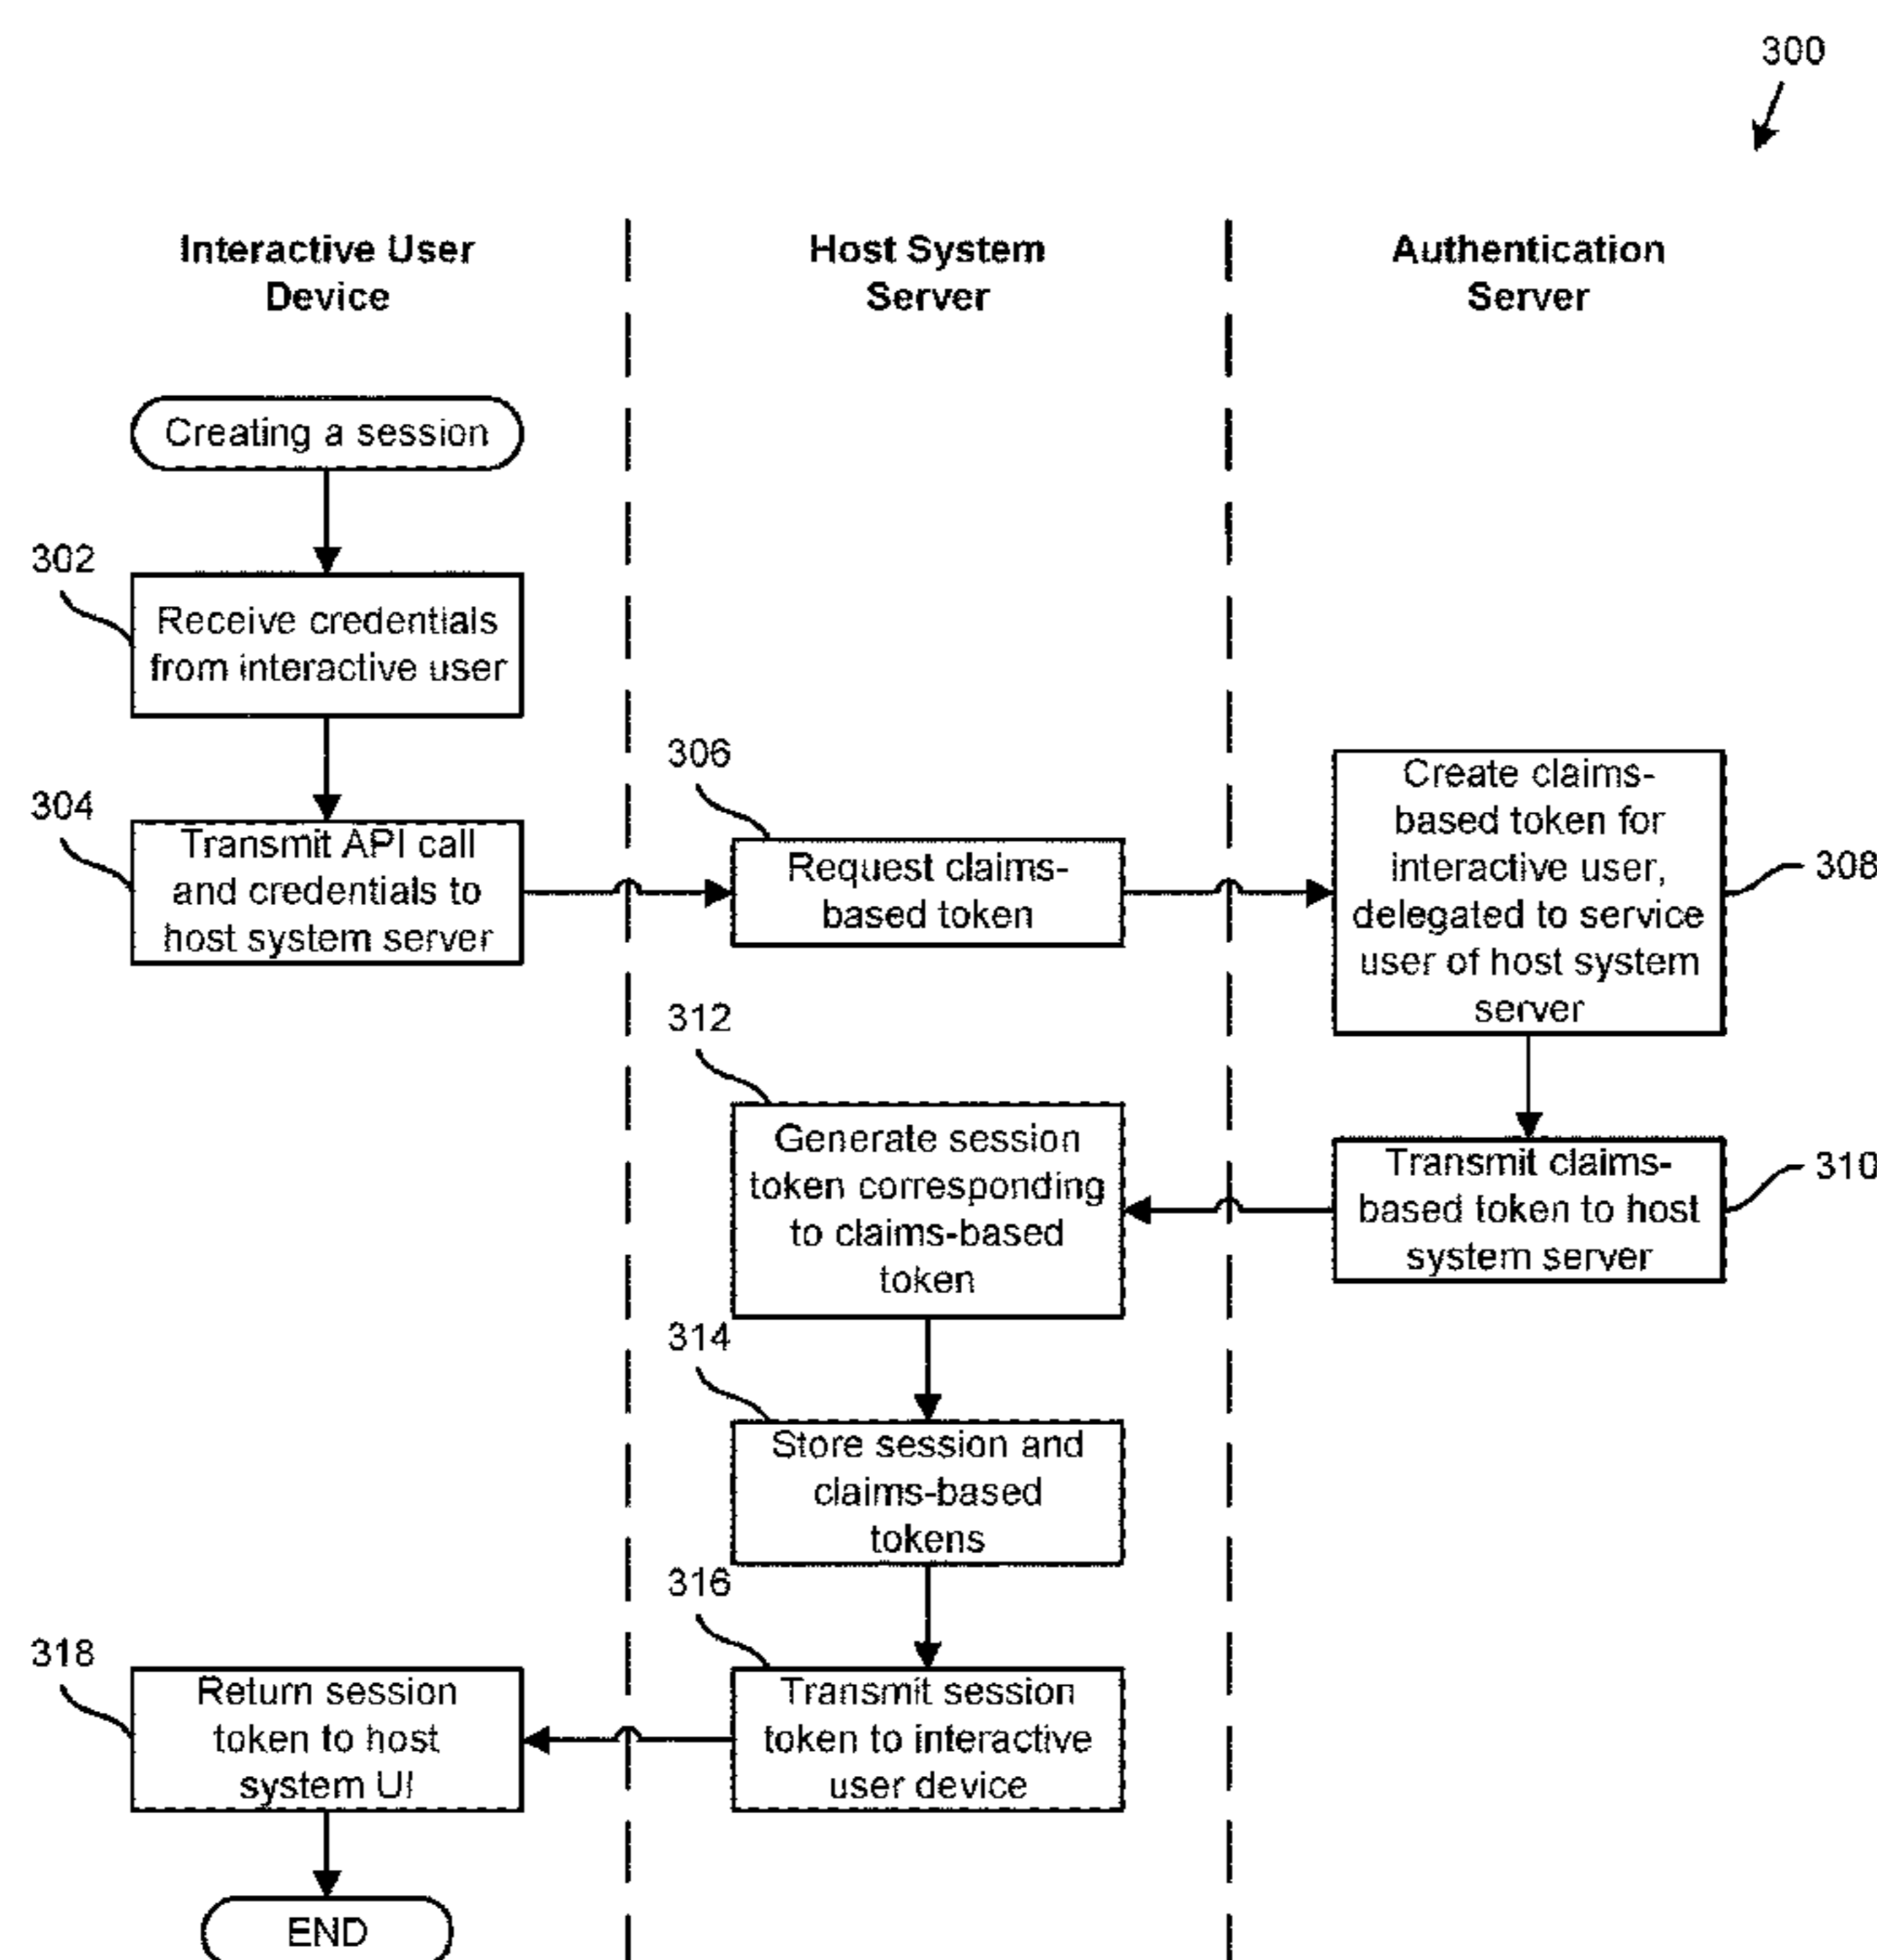 300
Interactive User
Device
Host System
Server
Authentication
Server
Creating a session
302
Receive credentials
from interactive user
304
Transmit API call
and credentials to
host system server
306
Request claims-
based token
Create claims-
based token for
interactive user,
delegated to service
user of host system
server
308
310
Transmit claims-
based token to host
system server
312
Generate session
token corresponding
to claims-based
token
314
Store session and
claims-based
tokens
316
Transmit session
token to interactive
user device
318
Return session
token to host
system UI
END